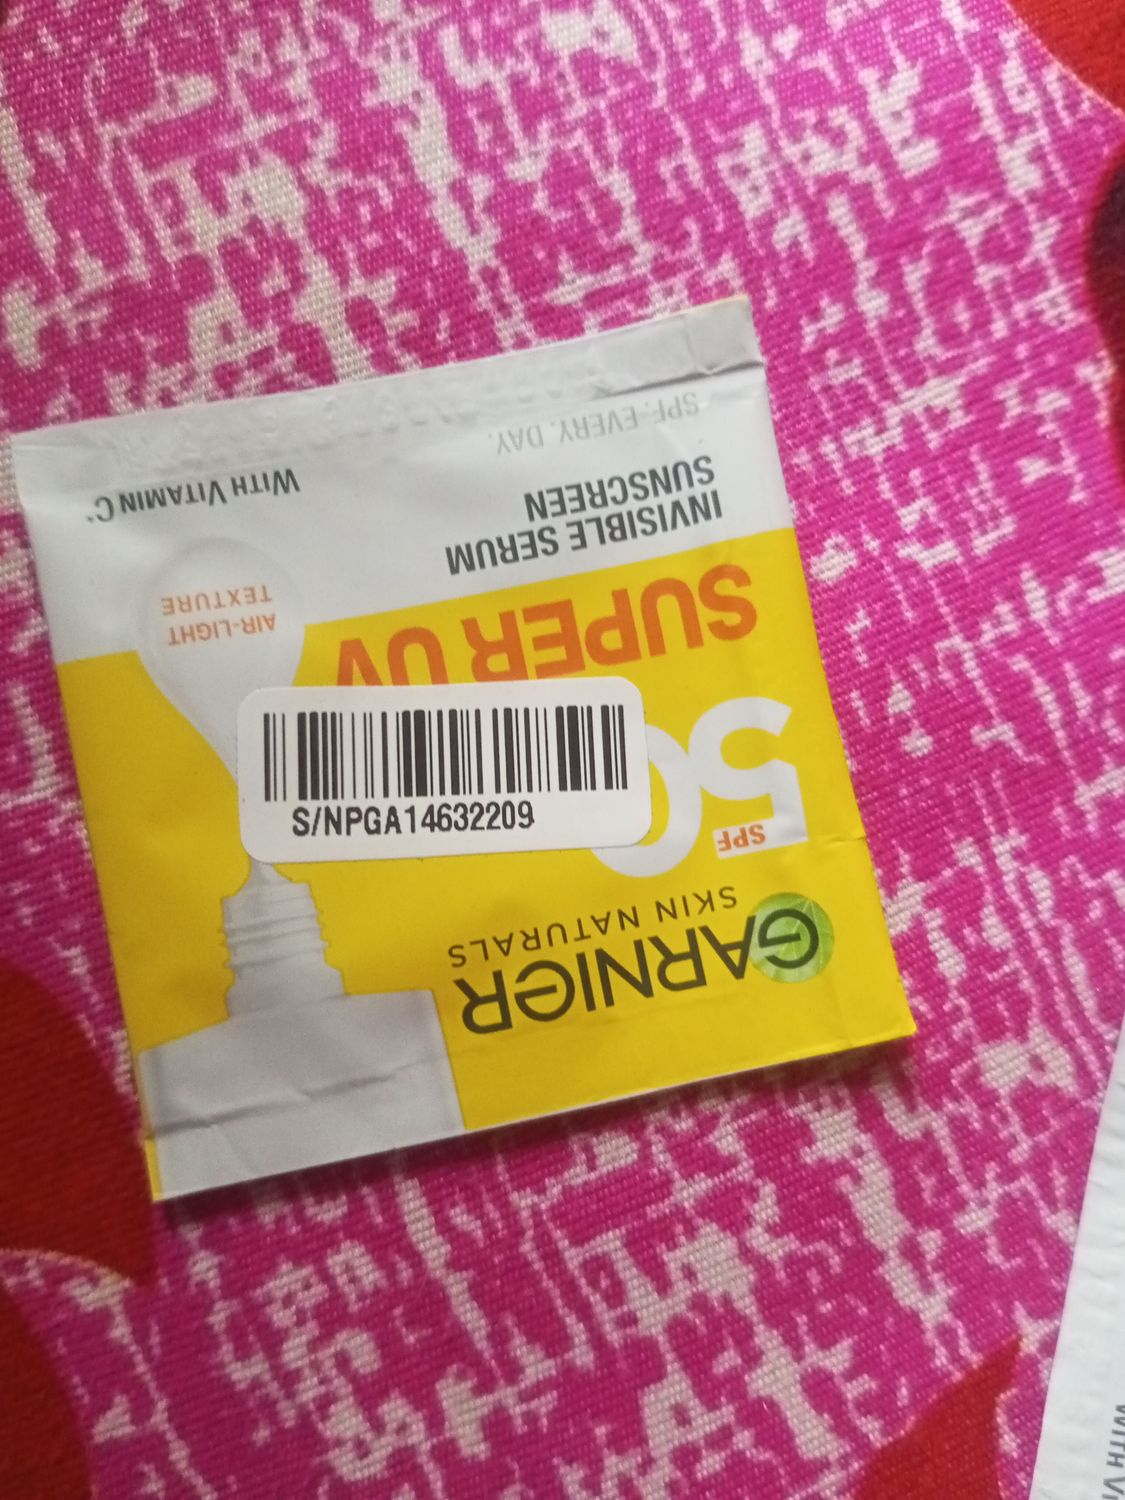 GARNIER
SKIN NATURALS
SPF
50
S/NPGA14632209
SUPER UV
AIR-LIGHT
TEXTURE
INVISIBLE SERUM
SUNSCREEN
WITH VITAMIN C*
SPF. EVERY. DAY.
WITH